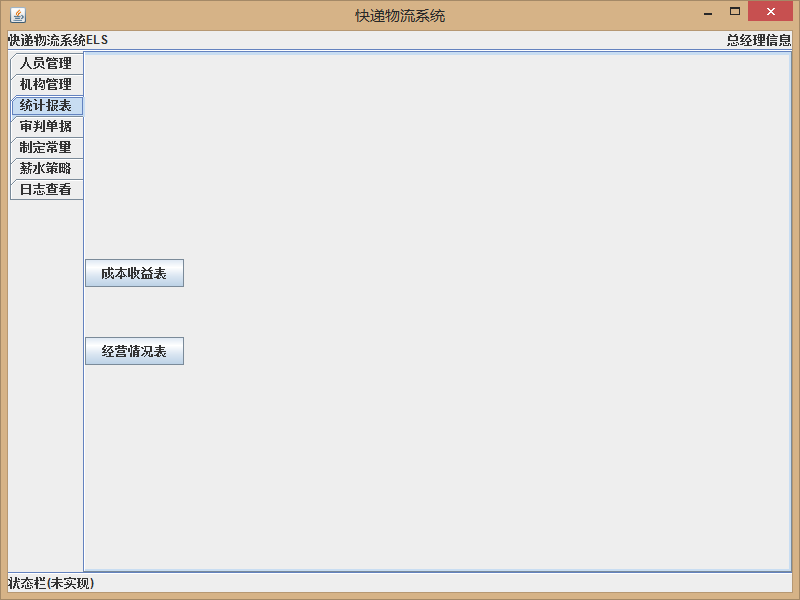 快递物流系统
快递物流系统ELS 总经理信息
人员管理
机构管理
统计报表
审判单据
制定常量
薪水策略
日志查看
成本收益表
经营情况表
状态栏(未实现)